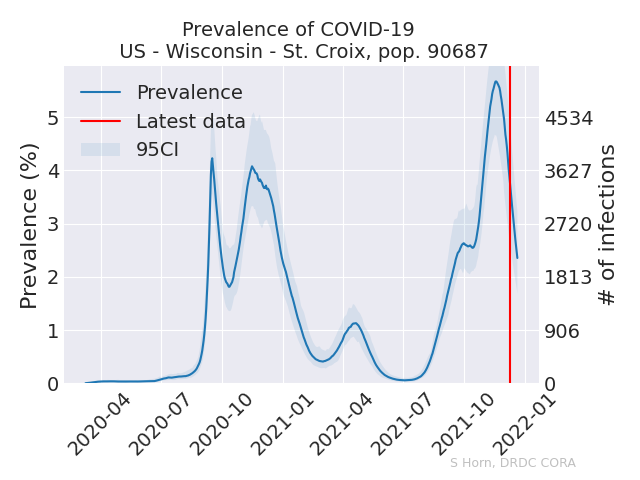 Prevalence of COVID-19
US - Wisconsin - St. Croix, pop. 90687
Prevalence
Latest data
95CI
Prevalence (%)
5
4
3
2
1
0
4534
3627
2720
1813
906
0
# of infections
2020-04
2020-07
2020-10
2021-01
2021-04
2021-07
2021-10
2022-01
S Horn, DRDC CORA